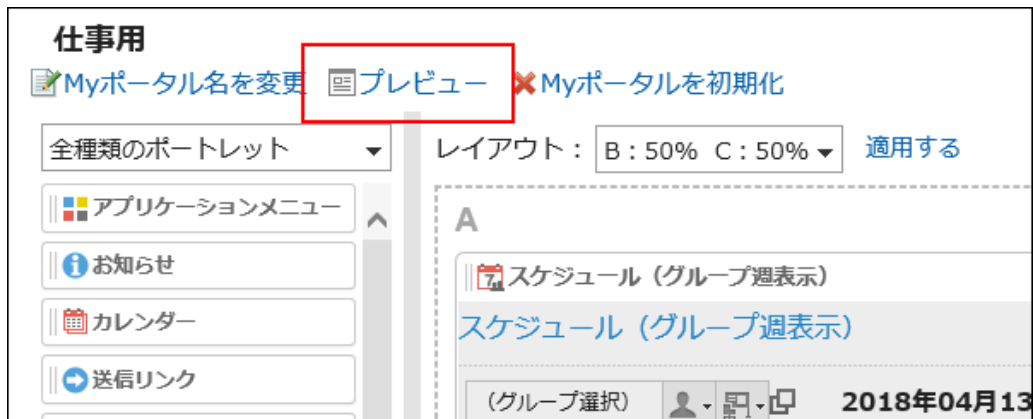 仕事用
Myポータル名を変更 プレビュー Myポータルを初期化
全種類のポートレット
レイアウト： B：50% C：50% 適用する
アプリケーションメニュー
お知らせ
カレンダー
送信リンク
A
スケジュール（グループ週表示）
スケジュール（グループ週表示）
（グループ選択） 2018年04月13